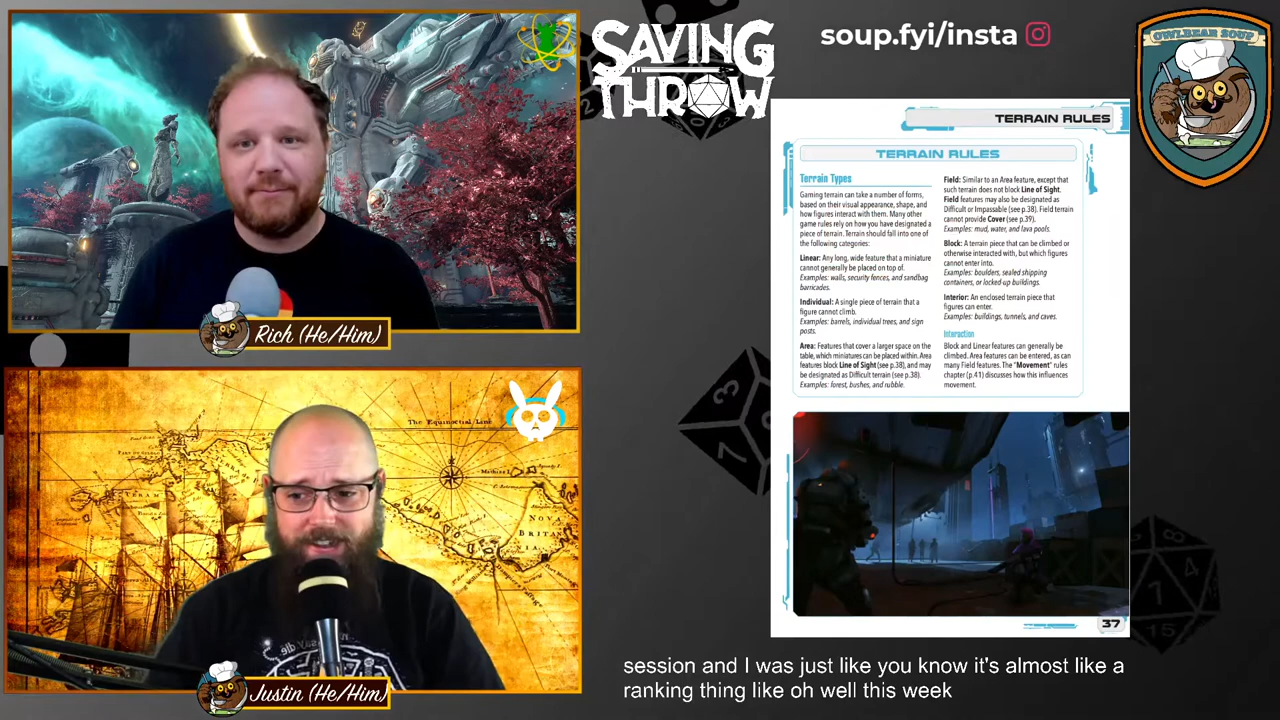 SAVING
THROW
soup.fyi/insta
OWLBEAR SOUP
Rich (He/Him)
The Equinoctial Line
Justin (He/Him)
TERRAIN RULES
TERRAIN RULES
Terrain Types
Gaming terrain can take a number of forms,
based on their visual appearance, shape, and
how figures interact with them. Many other
game rules rely on how you have designated a
piece of terrain. Terrain should fall into one of
the following categories:
Linear: Any long, wide feature that a miniature
cannot generally be placed on top of.
Examples: walls, security fences, and sandbag
barricades.
Individual: A single piece of terrain that a
figure cannot climb.
Examples: barrels, individual trees, and sign
posts.
Area: Features that cover a larger space on the
table, which miniatures can be placed within. Area
features block Line of Sight (see p.38), and may
be designated as Difficult terrain (see p.38).
Examples: forest, bushes, and rubble.
Field: Similar to an Area feature, except that
such terrain does not block Line of Sight.
Field features may also be designated as
Difficult or Impassable (see p.38). Field terrain
cannot provide Cover (see p.39).
Examples: mud, water, and lava pools.
Block: A terrain piece that can be climbed or
otherwise interacted with, but which figures
cannot enter into.
Examples: boulders, sealed shipping
containers, or locked-up buildings.
Interior: An enclosed terrain piece that
figures can enter.
Examples: buildings, tunnels, and caves.
Interaction
Block and Linear features can generally be
climbed. Area features can be entered, as can
many Field features. The "Movement" rules
chapter (p.41) discusses how this influences
movement.
37
session and I was just like you know it's almost like a
ranking thing like oh well this week